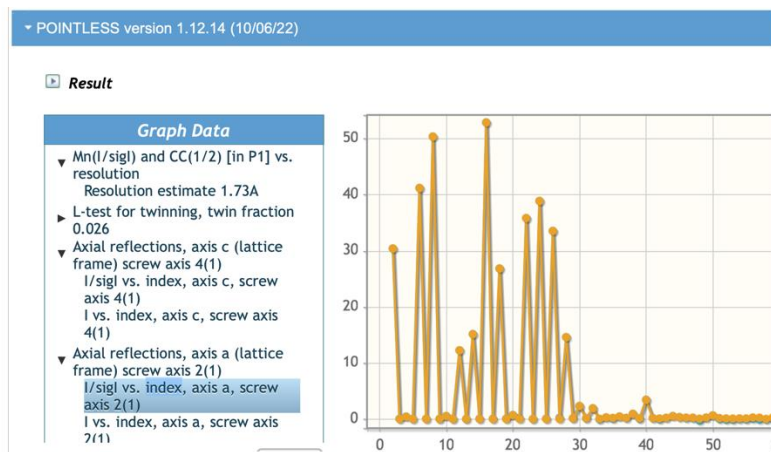 POINTLESS version 1.12.14 (10/06/22)
Result
Graph Data
Mn(I/sigI) and CC(1/2) [in P1] vs.
resolution
Resolution estimate 1.73A
L-test for twinning, twin fraction
0.026
Axial reflections, axis c (lattice
frame) screw axis 4(1)
I/sigI vs. index, axis c, screw
axis 4(1)
I vs. index, axis c, screw axis
4(1)
Axial reflections, axis a (lattice
frame) screw axis 2(1)
I/sigI vs. index, axis a, screw
axis 2(1)
I vs. index, axis a, screw axis
2(1)
50
40
30
20
10
0
0 10 20 30 40 50